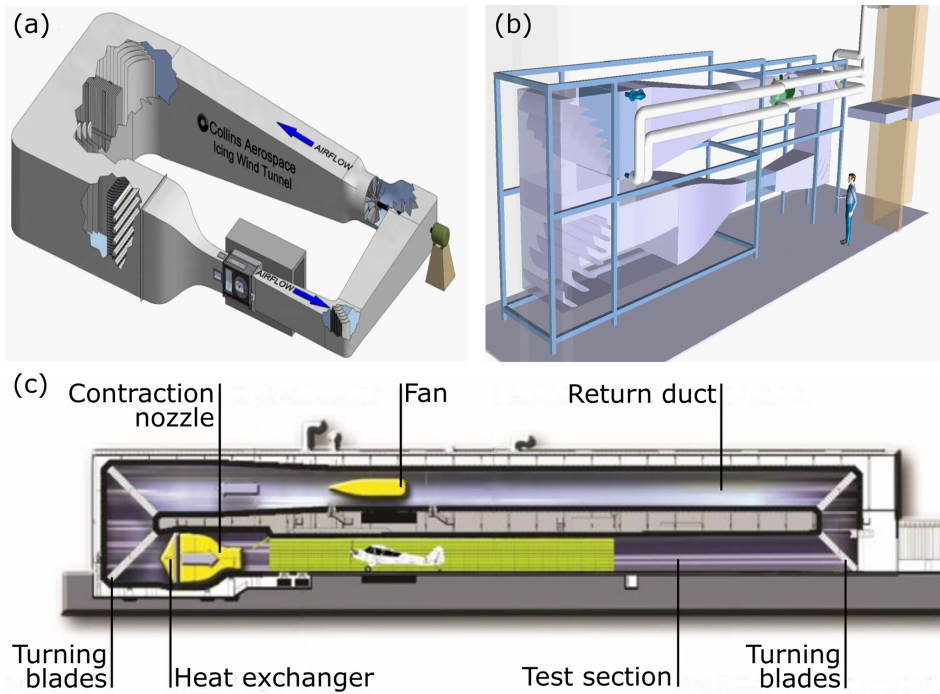 (a)
Collins Aerospace
Icing Wind Tunnel
AIRFLOW
AIRFLOW
(b)
(c)
Contraction
nozzle
Fan
Return duct
Turning
blades
Heat exchanger
Test section
Turning
blades